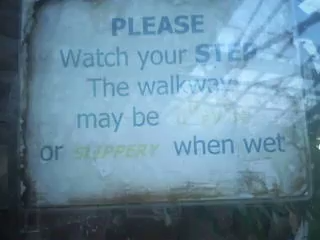 PLEASE
Watch your STEP
The walkway
may be
or SLIPPERY when wet